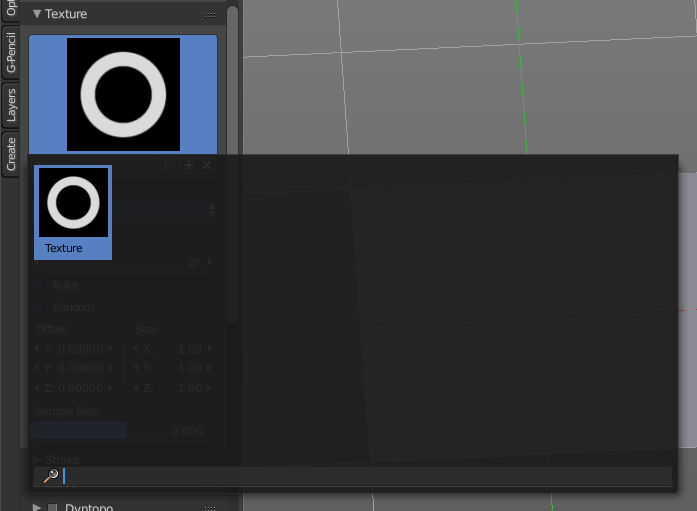 Op
G-Pencil
Layers
Create
▼ Texture
F + ×
Texture
0°
Rake
Random
Offset: Size:
X: 0.00000 X: 1.00
Y: 0.00000 Y: 1.00
Z: 0.00000 Z: 1.00
Sample Bias:
0.000
▶ Stroke
▶ Dyntopo